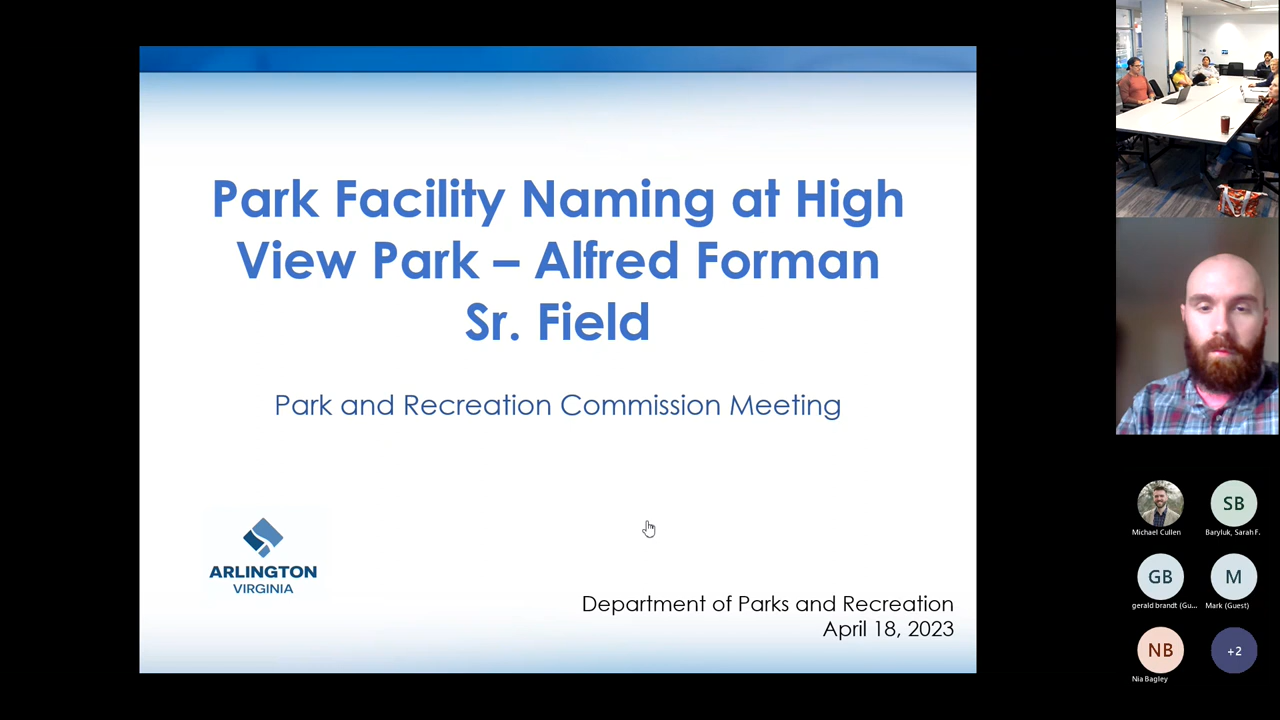 Park Facility Naming at High
View Park – Alfred Forman
Sr. Field
Park and Recreation Commission Meeting
ARLINGTON
VIRGINIA
Department of Parks and Recreation
April 18, 2023
Michael Cullen
SB
Baryluk, Sarah F.
GB
gerald brandt (Gu...
M
Mark (Guest)
NB
Nia Bagley
+2